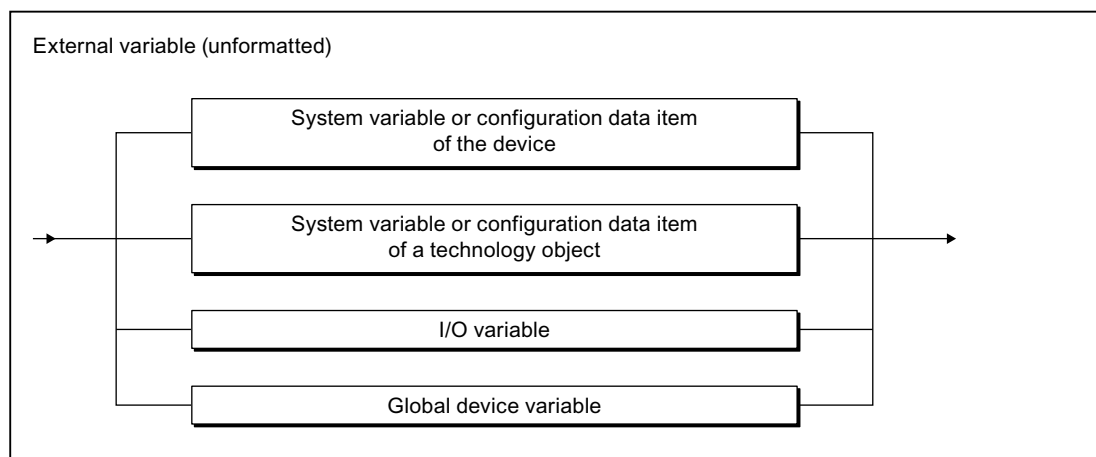 External variable (unformatted)
System variable or configuration data item
of the device
System variable or configuration data item
of a technology object
I/O variable
Global device variable